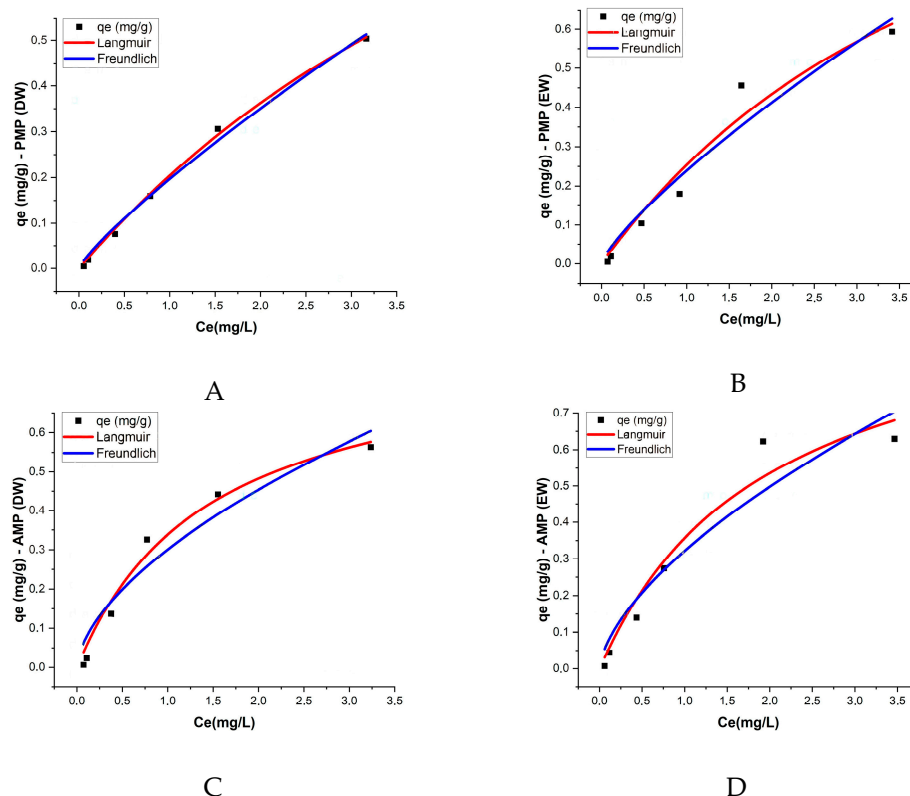 qe (mg/g)
Langmuir
Freundlich
qe (mg/g) - PMP (DW)
0.5
0.4
0.3
0.2
0.1
0.0
0.0 0.5 1.0 1.5 2.0 2.5 3.0 3.5
Ce(mg/L)
A
qe (mg/g)
Langmuir
Freundlich
qe (mg/g) - PMP (EW)
0.6
0.5
0.4
0.3
0.2
0.1
0.0
0.0 0.5 1.0 1.5 2.0 2.5 3.0 3.5
Ce(mg/L)
B
qe (mg/g)
Langmuir
Freundlich
qe (mg/g) - AMP (DW)
0.6
0.5
0.4
0.3
0.2
0.1
0.0
0.0 0.5 1.0 1.5 2.0 2.5 3.0 3.5
Ce(mg/L)
C
qe (mg/g)
Langmuir
Freundlich
qe (mg/g) - AMP (EW)
0.7
0.6
0.5
0.4
0.3
0.2
0.1
0.0
0.0 0.5 1.0 1.5 2.0 2.5 3.0 3.5
Ce(mg/L)
D